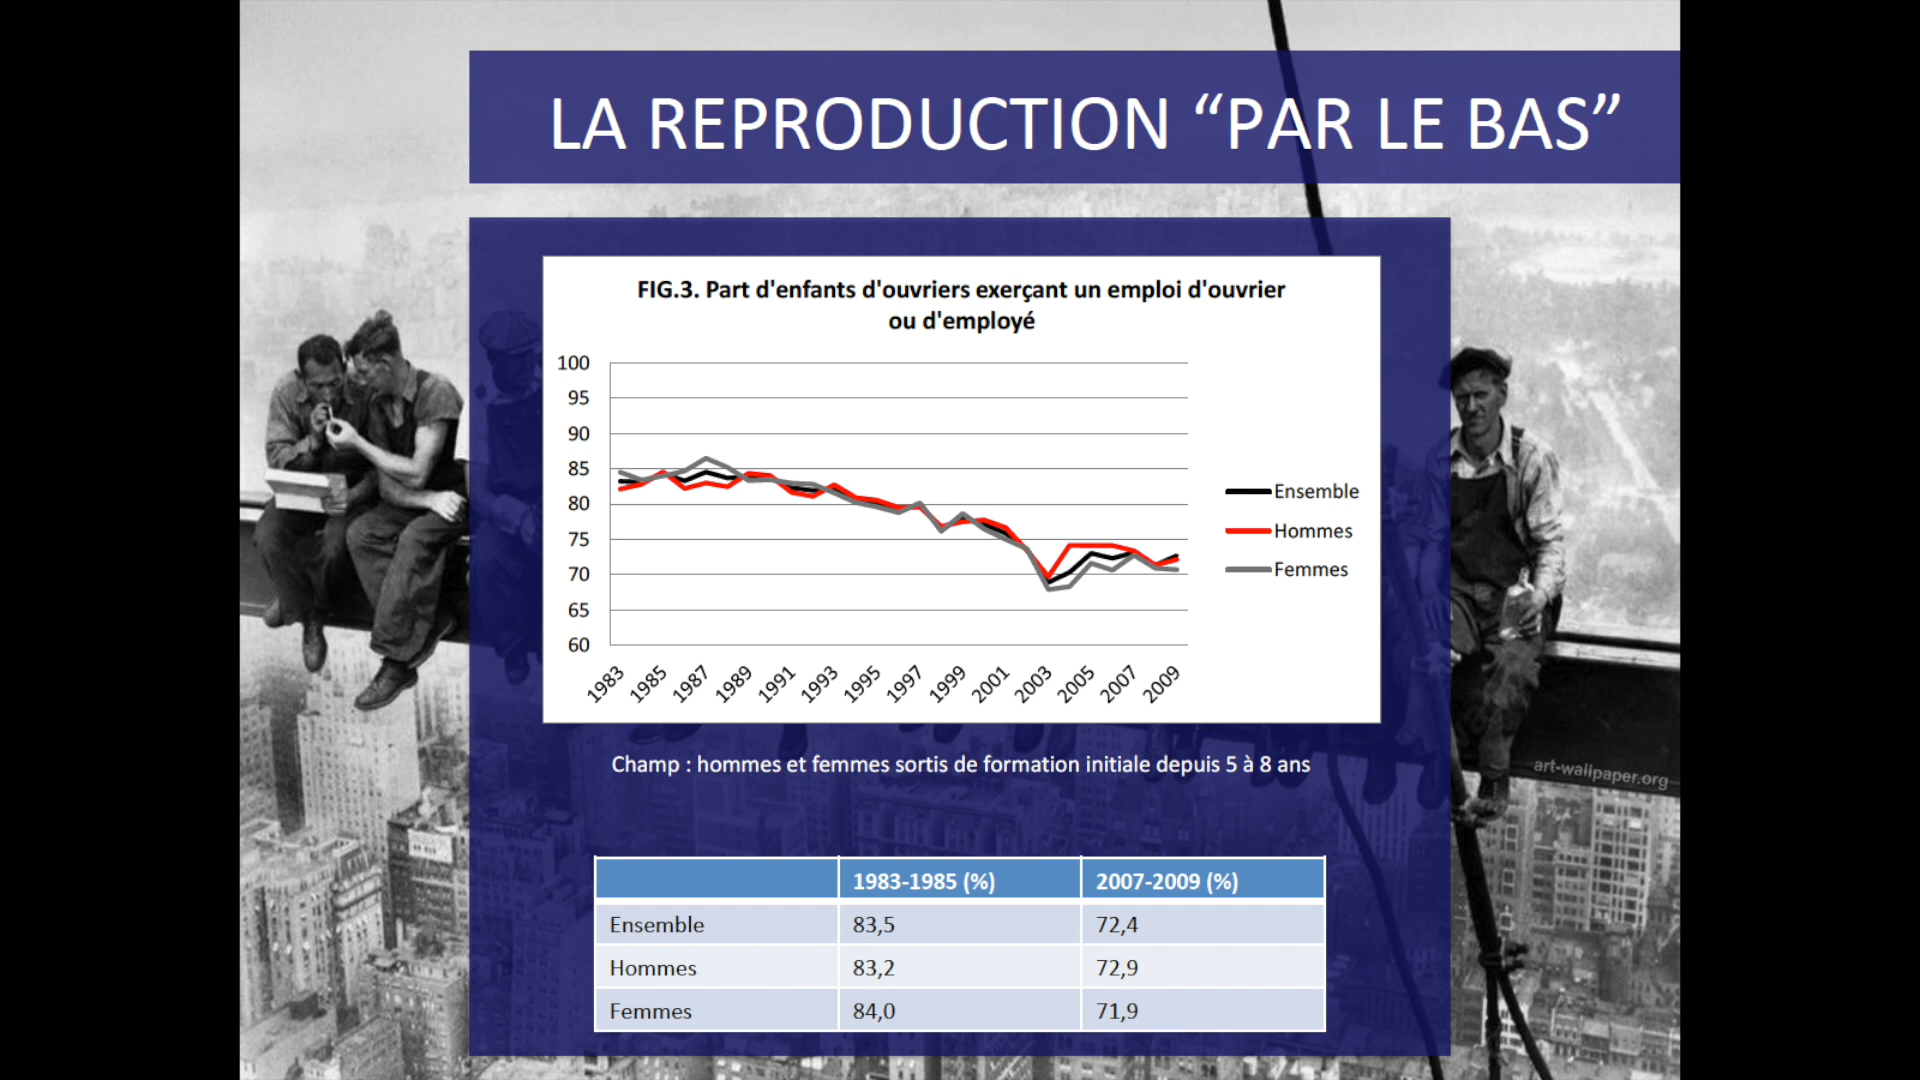 LA REPRODUCTION “PAR LE BAS”
FIG.3. Part d'enfants d'ouvriers exerçant un emploi d'ouvrier
ou d'employé
100
95
90
85
80
75
70
65
60
1983
1985
1987
1989
1991
1993
1995
1997
1999
2001
2003
2005
2007
2009
Ensemble
Hommes
Femmes
Champ : hommes et femmes sortis de formation initiale depuis 5 à 8 ans
art-wallpaper.org
1983-1985 (%) 2007-2009 (%)
Ensemble 83,5 72,4
Hommes 83,2 72,9
Femmes 84,0 71,9